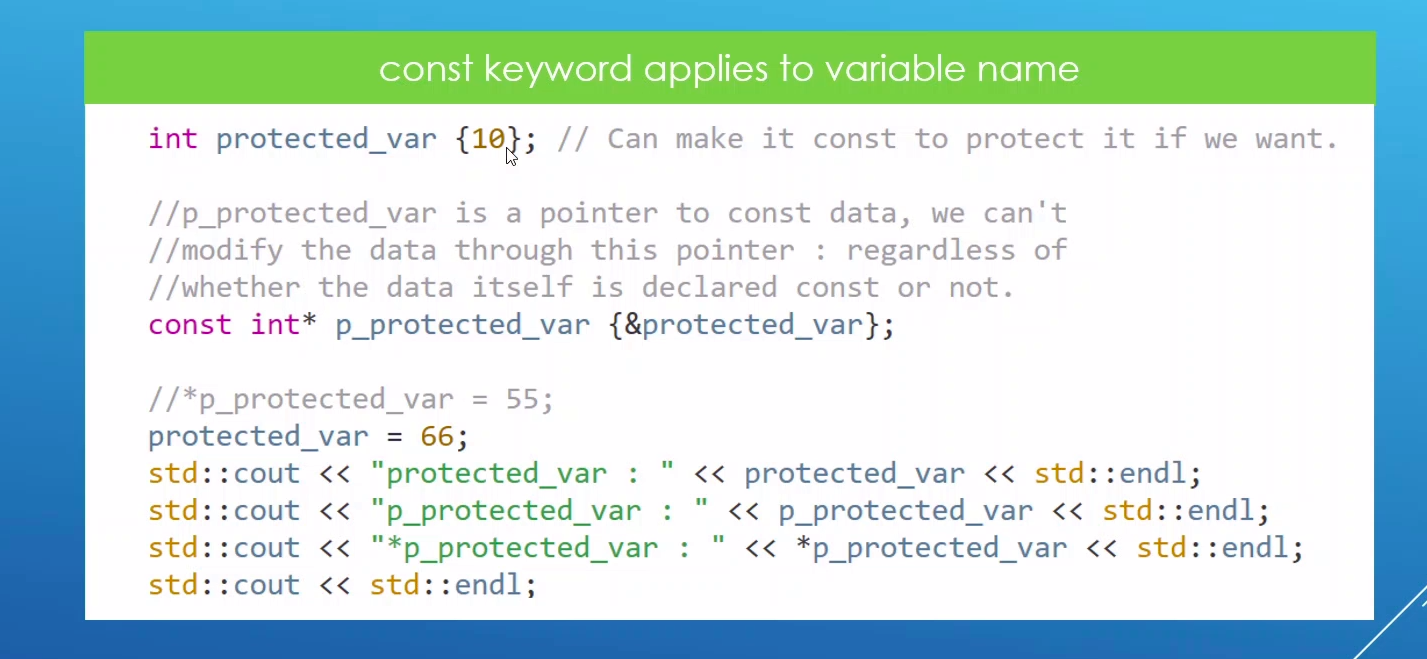 const keyword applies to variable name
int protected_var {10}; // Can make it const to protect it if we want.
//p_protected_var is a pointer to const data, we can't
//modify the data through this pointer : regardless of
//whether the data itself is declared const or not.
const int* p_protected_var {&protected_var};
//*p_protected_var = 55;
protected_var = 66;
std::cout << "protected_var : " << protected_var << std::endl;
std::cout << "p_protected_var : " << p_protected_var << std::endl;
std::cout << "*p_protected_var : " << *p_protected_var << std::endl;
std::cout << std::endl;